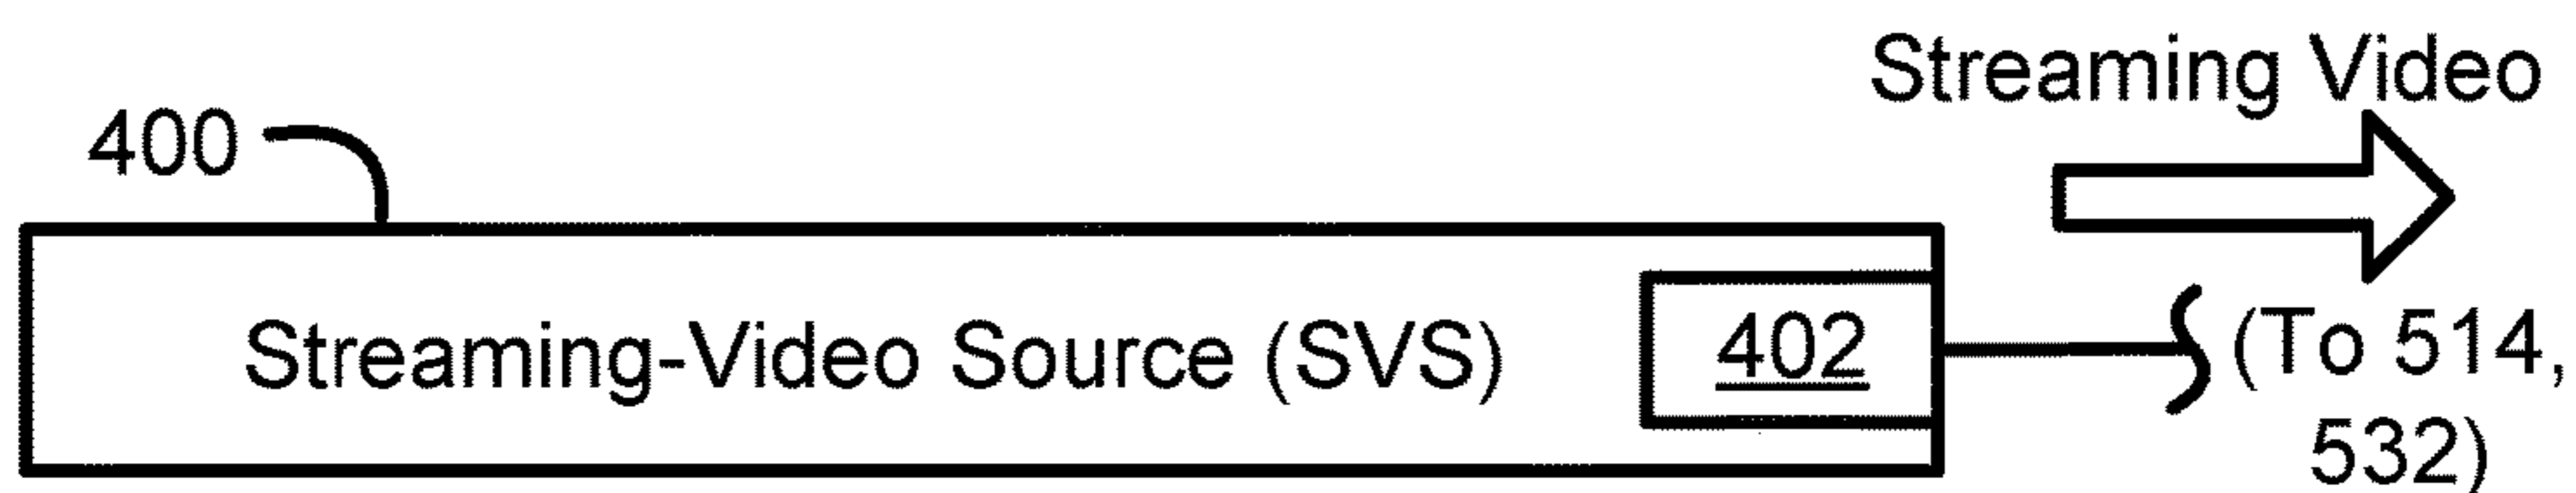 Streaming Video
400
Streaming-Video Source (SVS)
402
(To 514,
532)